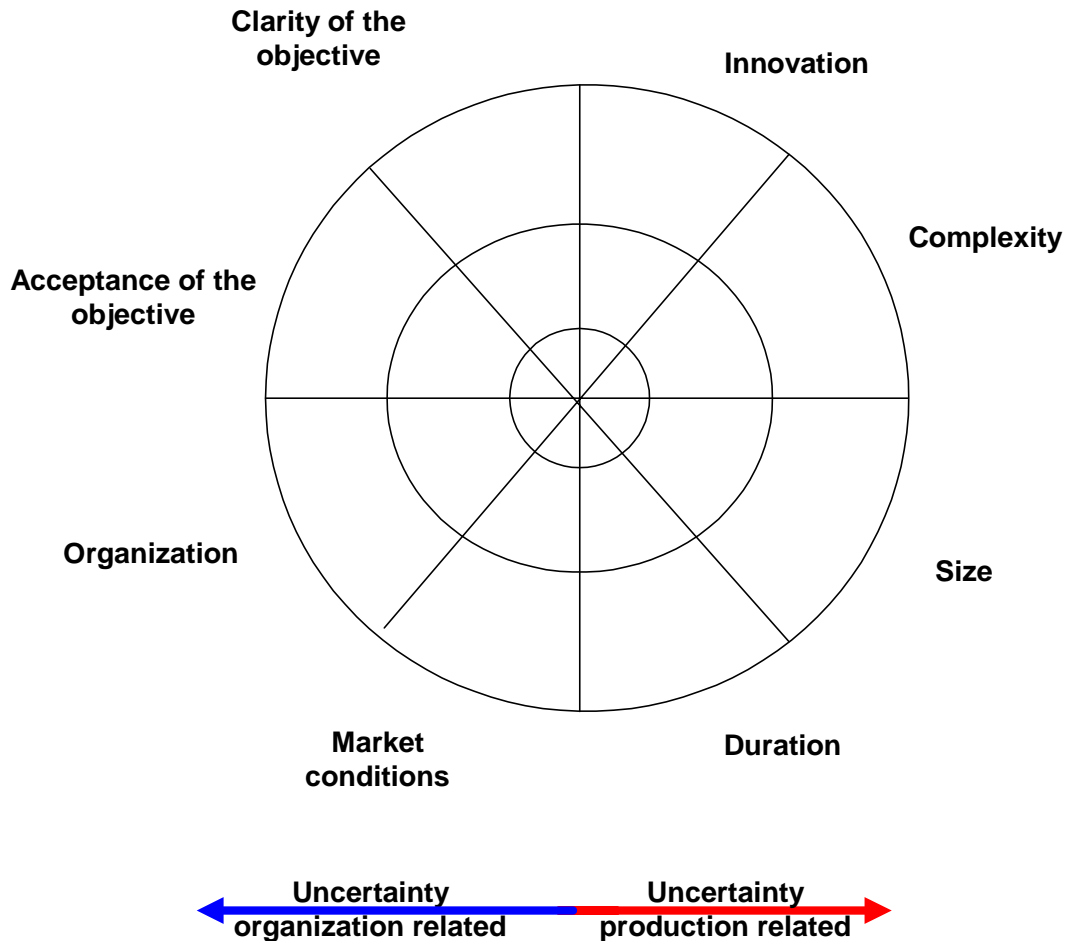 Clarity of the
objective
Innovation
Complexity
Acceptance of the
objective
Organization
Size
Market
conditions
Duration
Uncertainty
organization related
Uncertainty
production related